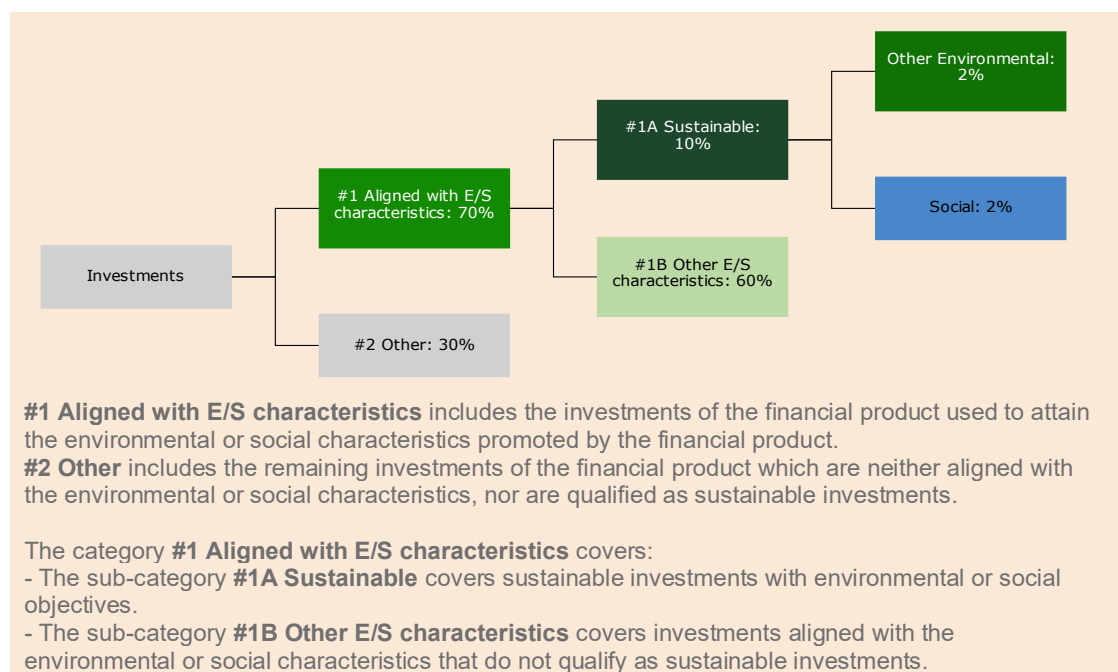 Other Environmental:
2%
#1A Sustainable:
10%
#1 Aligned with E/S
characteristics: 70%
Social: 2%
Investments
#1B Other E/S
characteristics: 60%
#2 Other: 30%
#1 Aligned with E/S characteristics includes the investments of the financial product used to attain
the environmental or social characteristics promoted by the financial product.
#2 Other includes the remaining investments of the financial product which are neither aligned with
the environmental or social characteristics, nor are qualified as sustainable investments.
The category #1 Aligned with E/S characteristics covers:
- The sub-category #1A Sustainable covers sustainable investments with environmental or social
objectives.
- The sub-category #1B Other E/S characteristics covers investments aligned with the
environmental or social characteristics that do not qualify as sustainable investments.